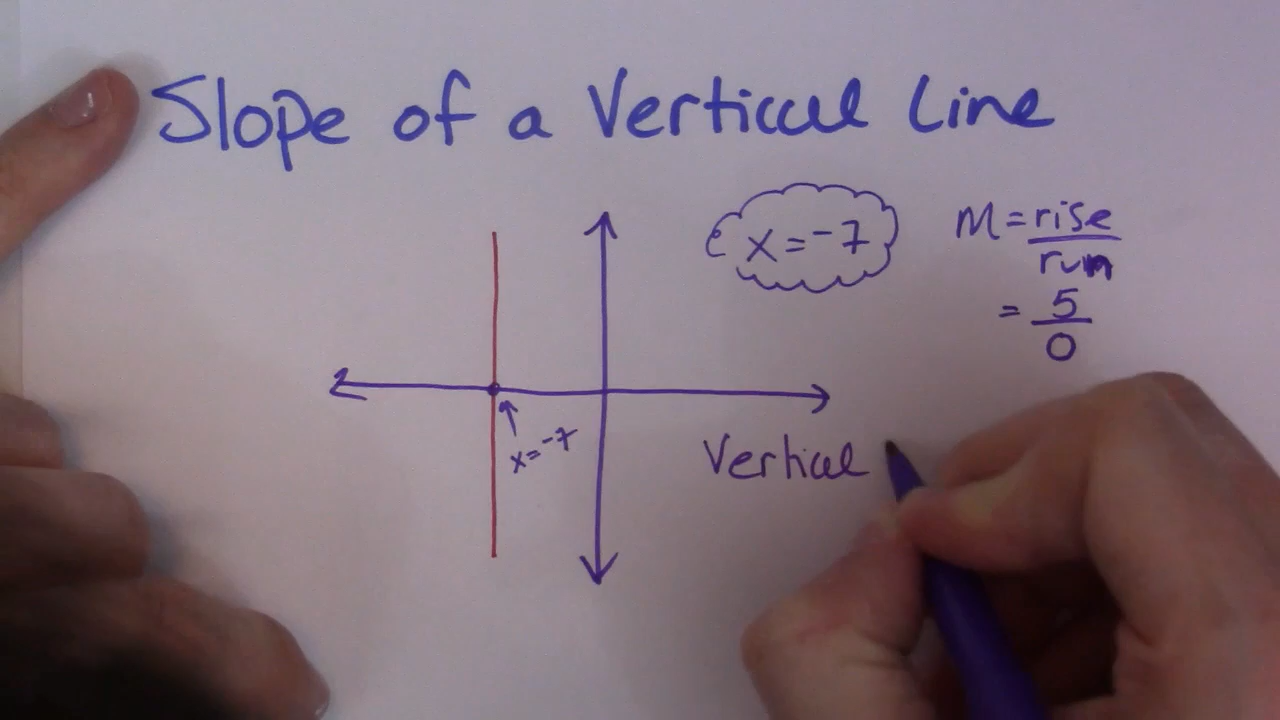 Slope of a Vertical Line
x = -7
M = rise
run
= 5
0
x = -7
Vertical